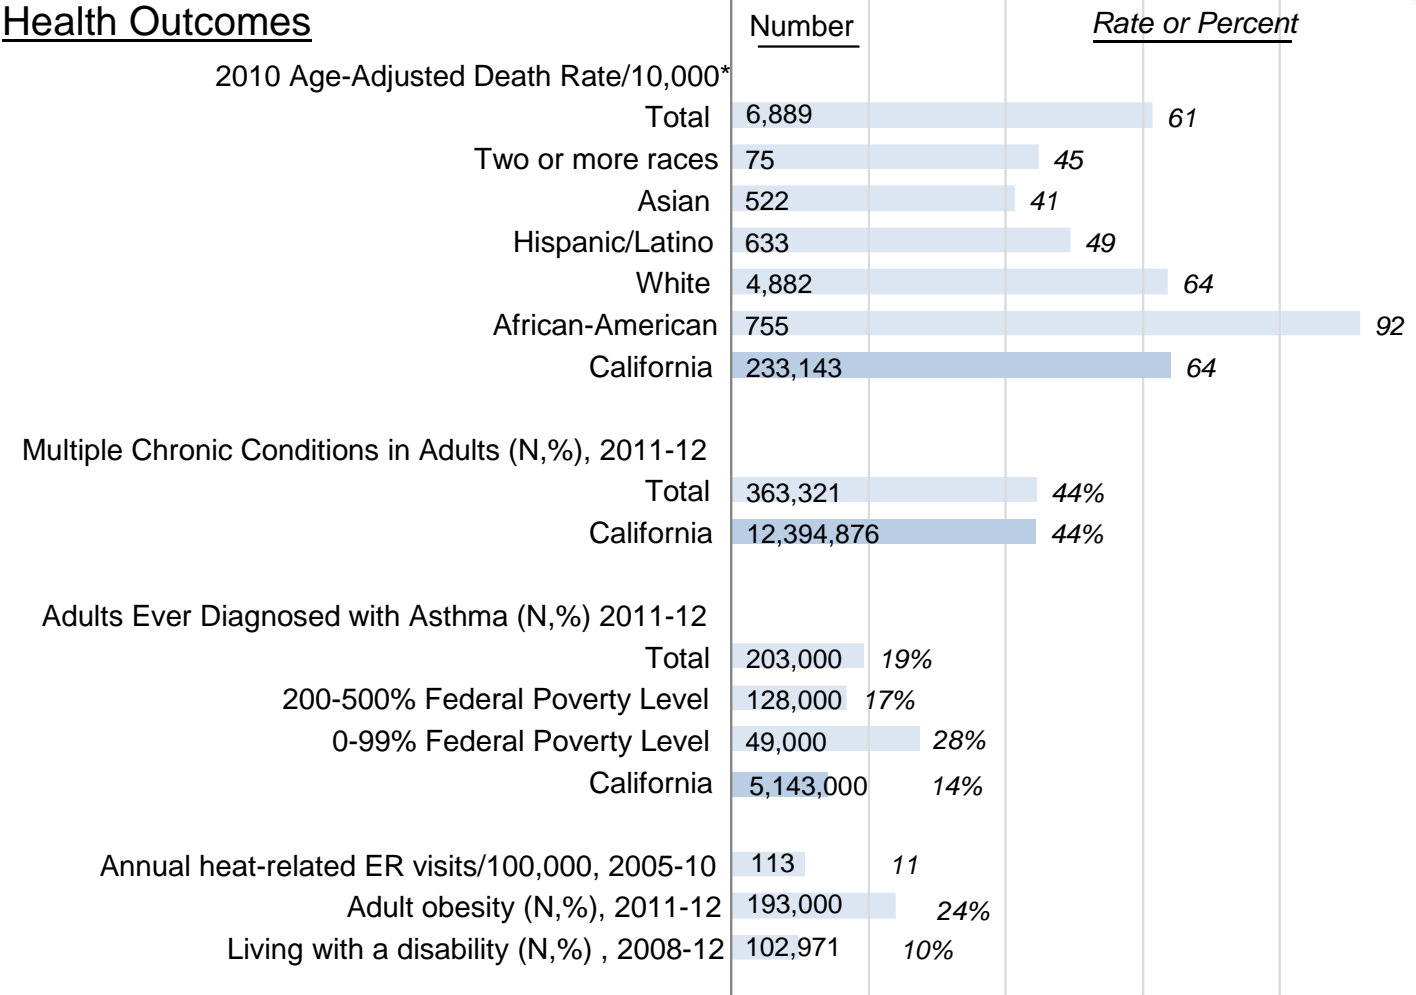 Health Outcomes Number Rate or Percent
2010 Age-Adjusted Death Rate/10,000*
Total 6,889 61
Two or more races 75 45
Asian 522 41
Hispanic/Latino 633 49
White 4,882 64
African-American 755 92
California 233,143 64
Multiple Chronic Conditions in Adults (N,%), 2011-12
Total 363,321 44%
California 12,394,876 44%
Adults Ever Diagnosed with Asthma (N,%) 2011-12
Total 203,000 19%
200-500% Federal Poverty Level 128,000 17%
0-99% Federal Poverty Level 49,000 28%
California 5,143,000 14%
Annual heat-related ER visits/100,000, 2005-10 113 11
Adult obesity (N,%), 2011-12 193,000 24%
Living with a disability (N,%) , 2008-12 102,971 10%